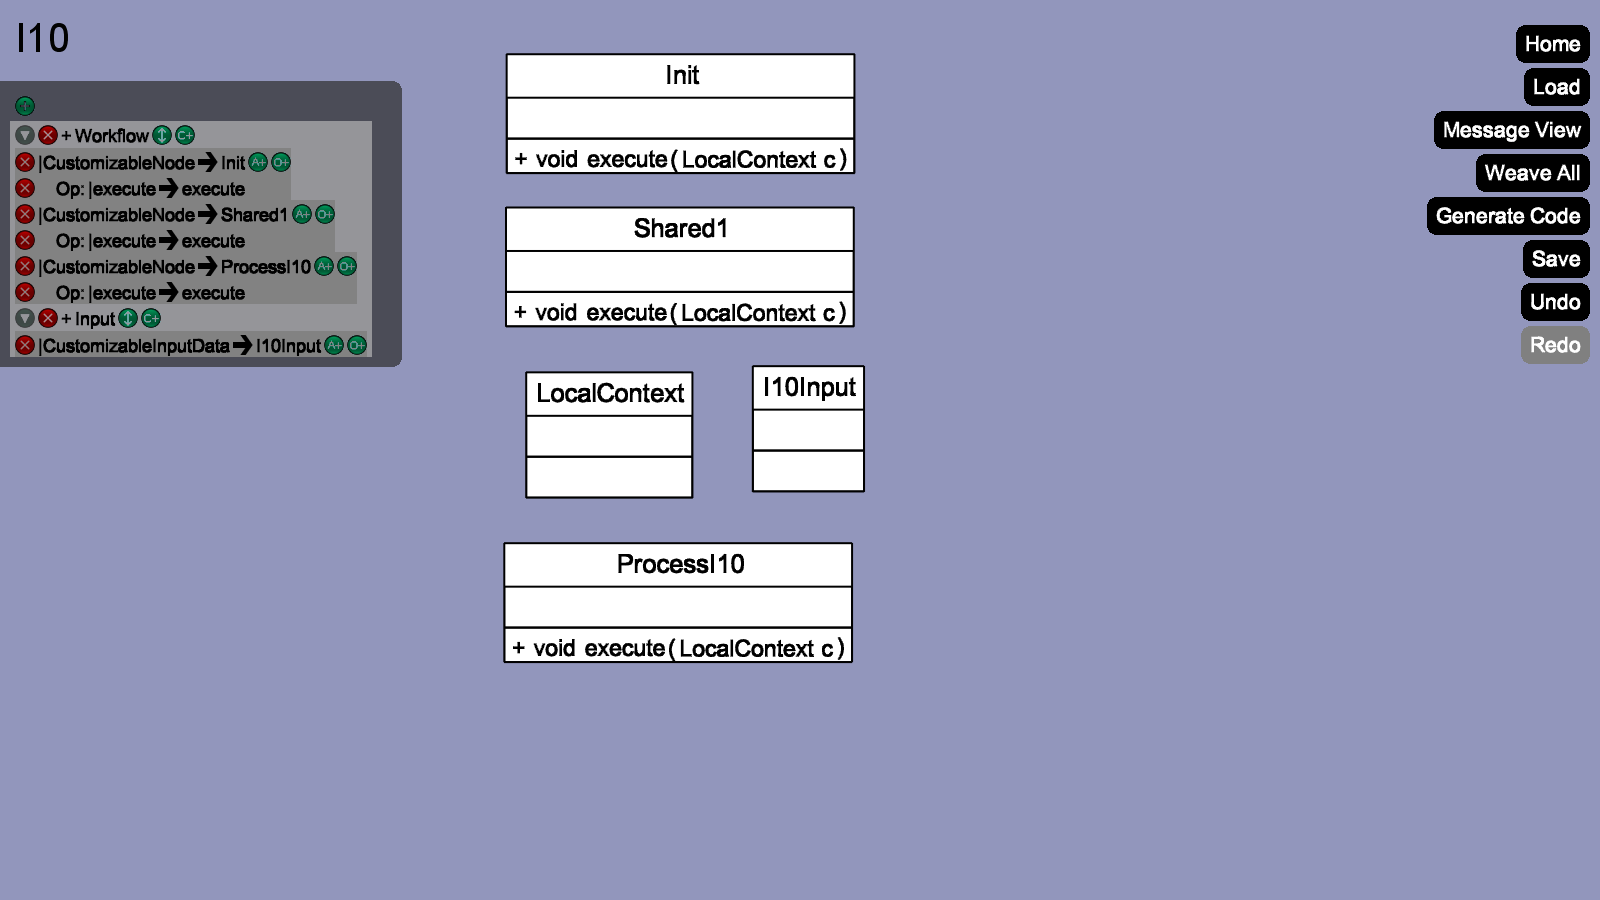 I10
+ Workflow C+
|CustomizableNode Init A+ O+
Op: |execute execute
|CustomizableNode Shared1 A+ O+
Op: |execute execute
|CustomizableNode ProcessI10 A+ O+
Op: |execute execute
+ Input C+
|CustomizableInputData I10Input A+ O+
Init
+ void execute(LocalContext c)
Shared1
+ void execute(LocalContext c)
LocalContext
I10Input
ProcessI10
+ void execute(LocalContext c)
Home
Load
Message View
Weave All
Generate Code
Save
Undo
Redo